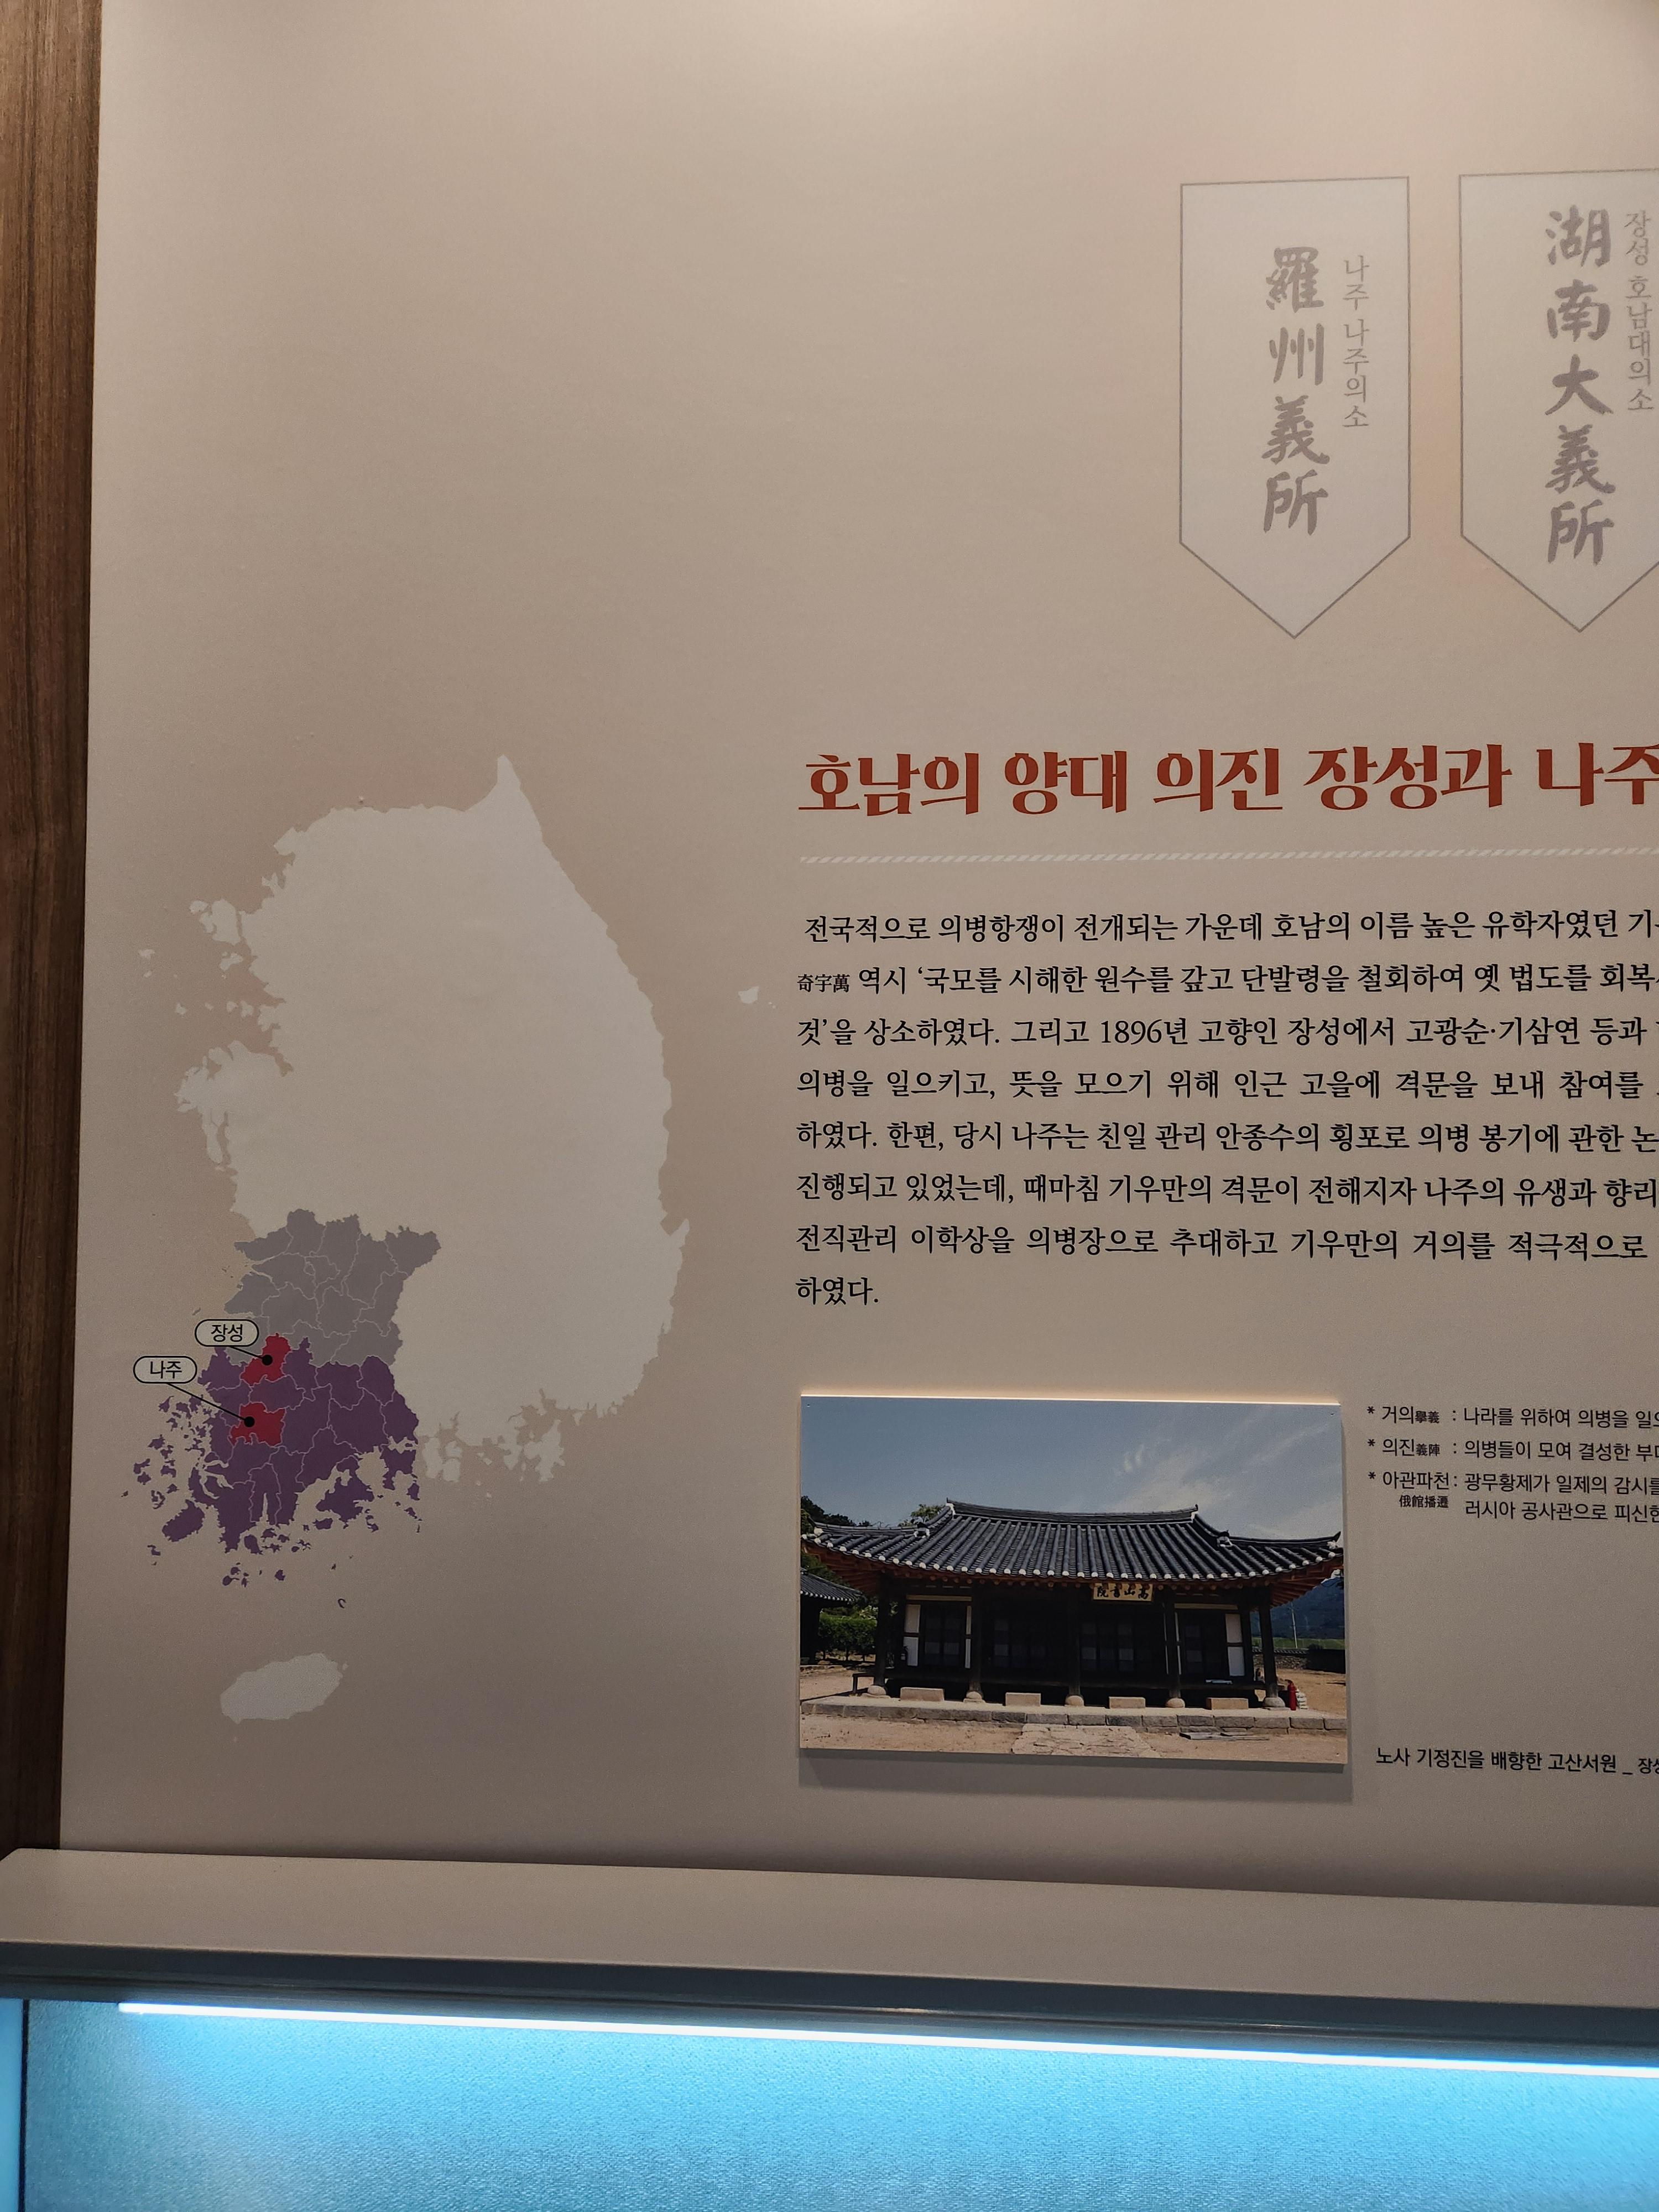 羅州義所
나주 나주의소
湖南大義所
장성 호남대의소
호남의 양대 의진 장성과 나주
전국적으로 의병항쟁이 전개되는 가운데 호남의 이름 높은 유학자였던
奇宇萬 역시 ‘국모를 시해한 원수를 갚고 단발령을 철회하여 옛 법도를
것’을 상소하였다. 그리고 1896년 고향인 장성에서 고광순·기삼연 등과
의병을 일으키고, 뜻을 모으기 위해 인근 고을에 격문을 보내 참여를
하였다. 한편, 당시 나주는 친일 관리 안종수의 횡포로 의병 봉기에 관한
진행되고 있었는데, 때마침 기우만의 격문이 전해지자 나주의 유생과
전직관리 이학상을 의병장으로 추대하고 기우만의 거의를 적극적으로
하였다.
장성
나주
* 거의擧義 : 나라를 위하여 의병을
* 의진義陣 : 의병들이 모여 결성한
* 아관파천 : 광무황제가 일제의
俄館播遷 러시아 공사관으로
高山書院
노사 기정진을 배향한 고산서원 _